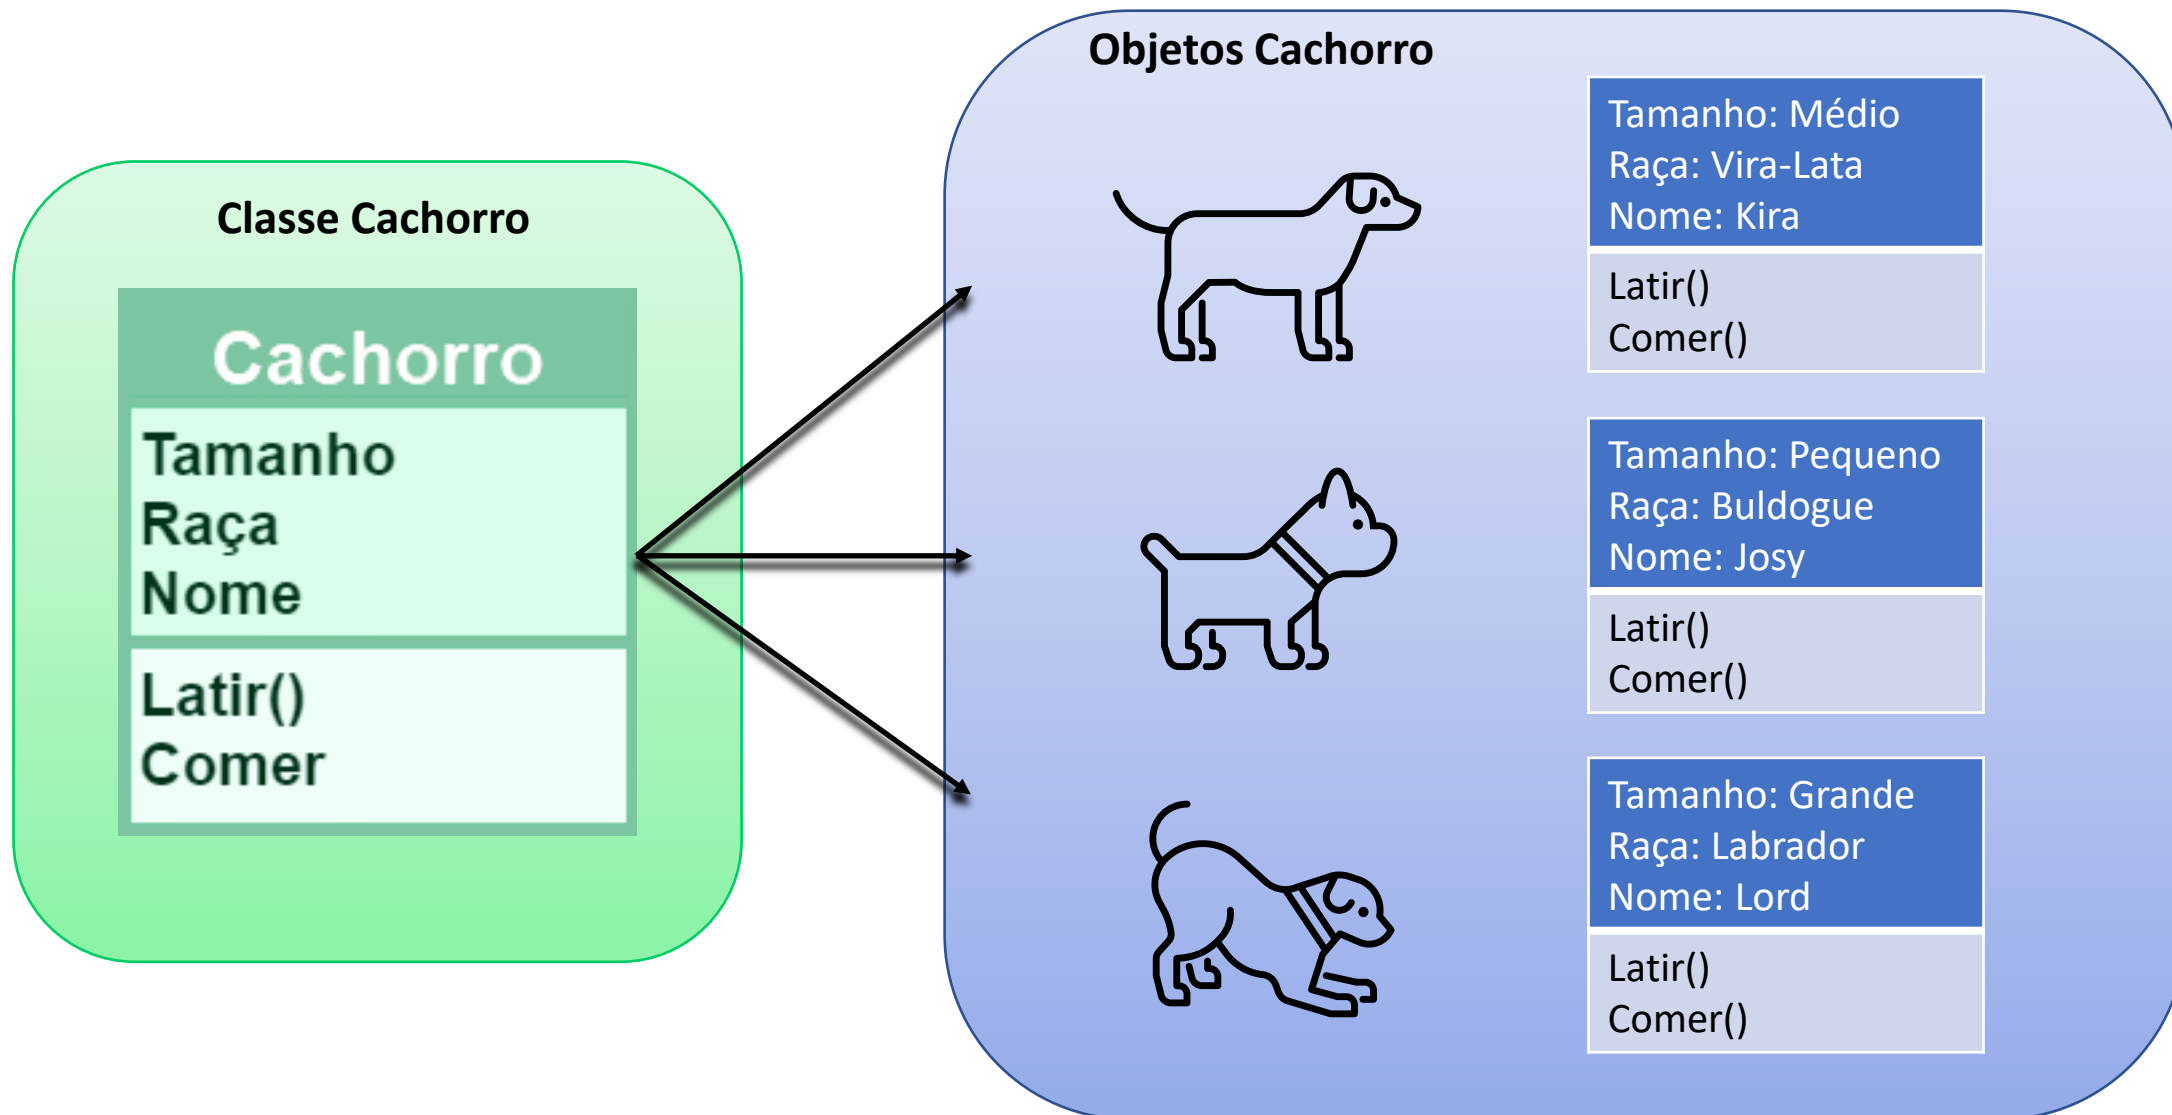 Classe Cachorro
Cachorro
Tamanho
Raça
Nome
Latir()
Comer
Objetos Cachorro
Tamanho: Médio
Raça: Vira-Lata
Nome: Kira
Latir()
Comer()
Tamanho: Pequeno
Raça: Buldogue
Nome: Josy
Latir()
Comer()
Tamanho: Grande
Raça: Labrador
Nome: Lord
Latir()
Comer()